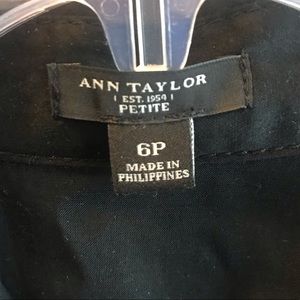 ANN TAYLOR
| EST. 1954 |
PETITE
6P
MADE IN
PHILIPPINES